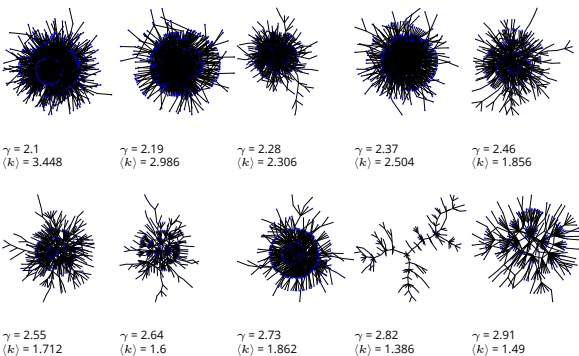 γ = 2.1
⟨k⟩ = 3.448
γ = 2.19
⟨k⟩ = 2.986
γ = 2.28
⟨k⟩ = 2.306
γ = 2.37
⟨k⟩ = 2.504
γ = 2.46
⟨k⟩ = 1.856
γ = 2.55
⟨k⟩ = 1.712
γ = 2.64
⟨k⟩ = 1.6
γ = 2.73
⟨k⟩ = 1.862
γ = 2.82
⟨k⟩ = 1.386
γ = 2.91
⟨k⟩ = 1.49